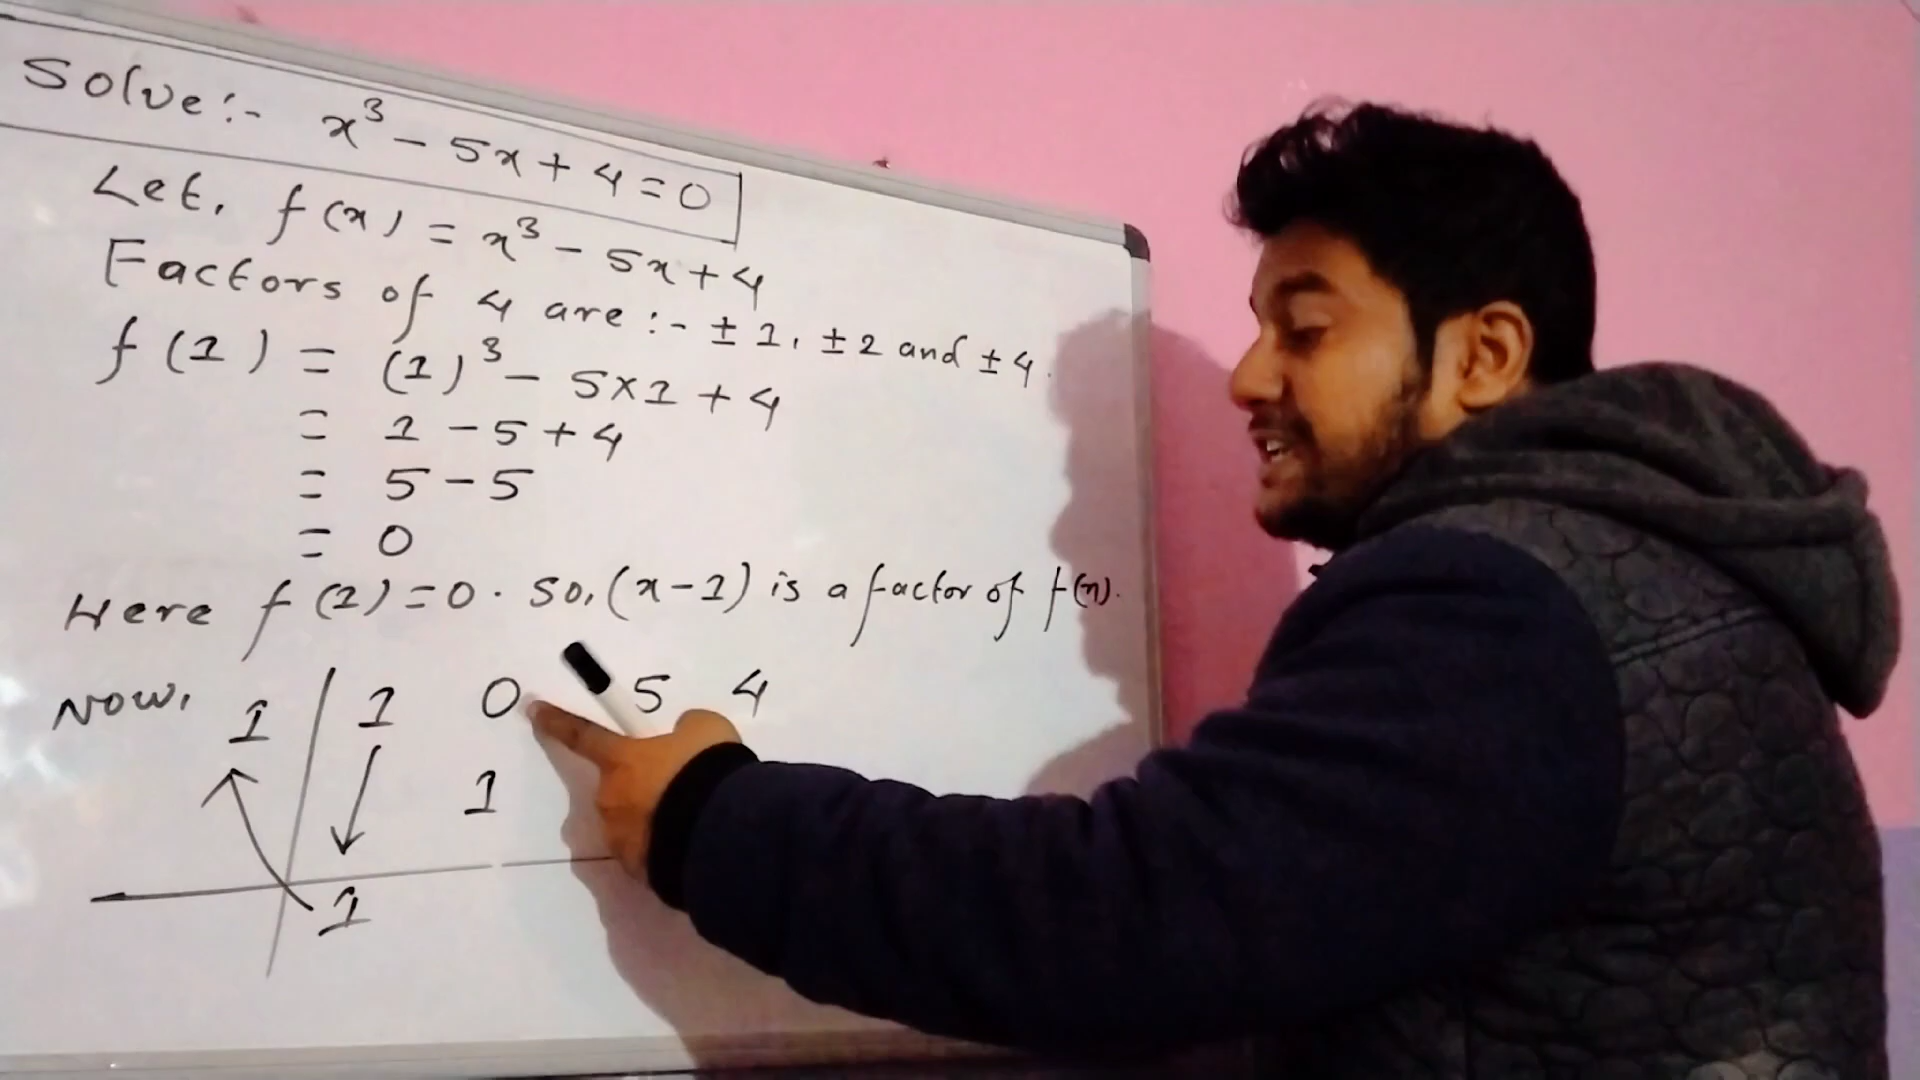 Solve:- x³ - 5x + 4 = 0
Let, f(x) = x³ - 5x + 4
Factors of 4 are :- ±1, ±2 and ±4.
f(1) = (1)³ - 5×1 + 4
= 1 - 5 + 4
= 5 - 5
= 0
Here f(1) = 0. So, (x-1) is a factor of f(x).
Now, 1 | 1 0 5 4
1
1